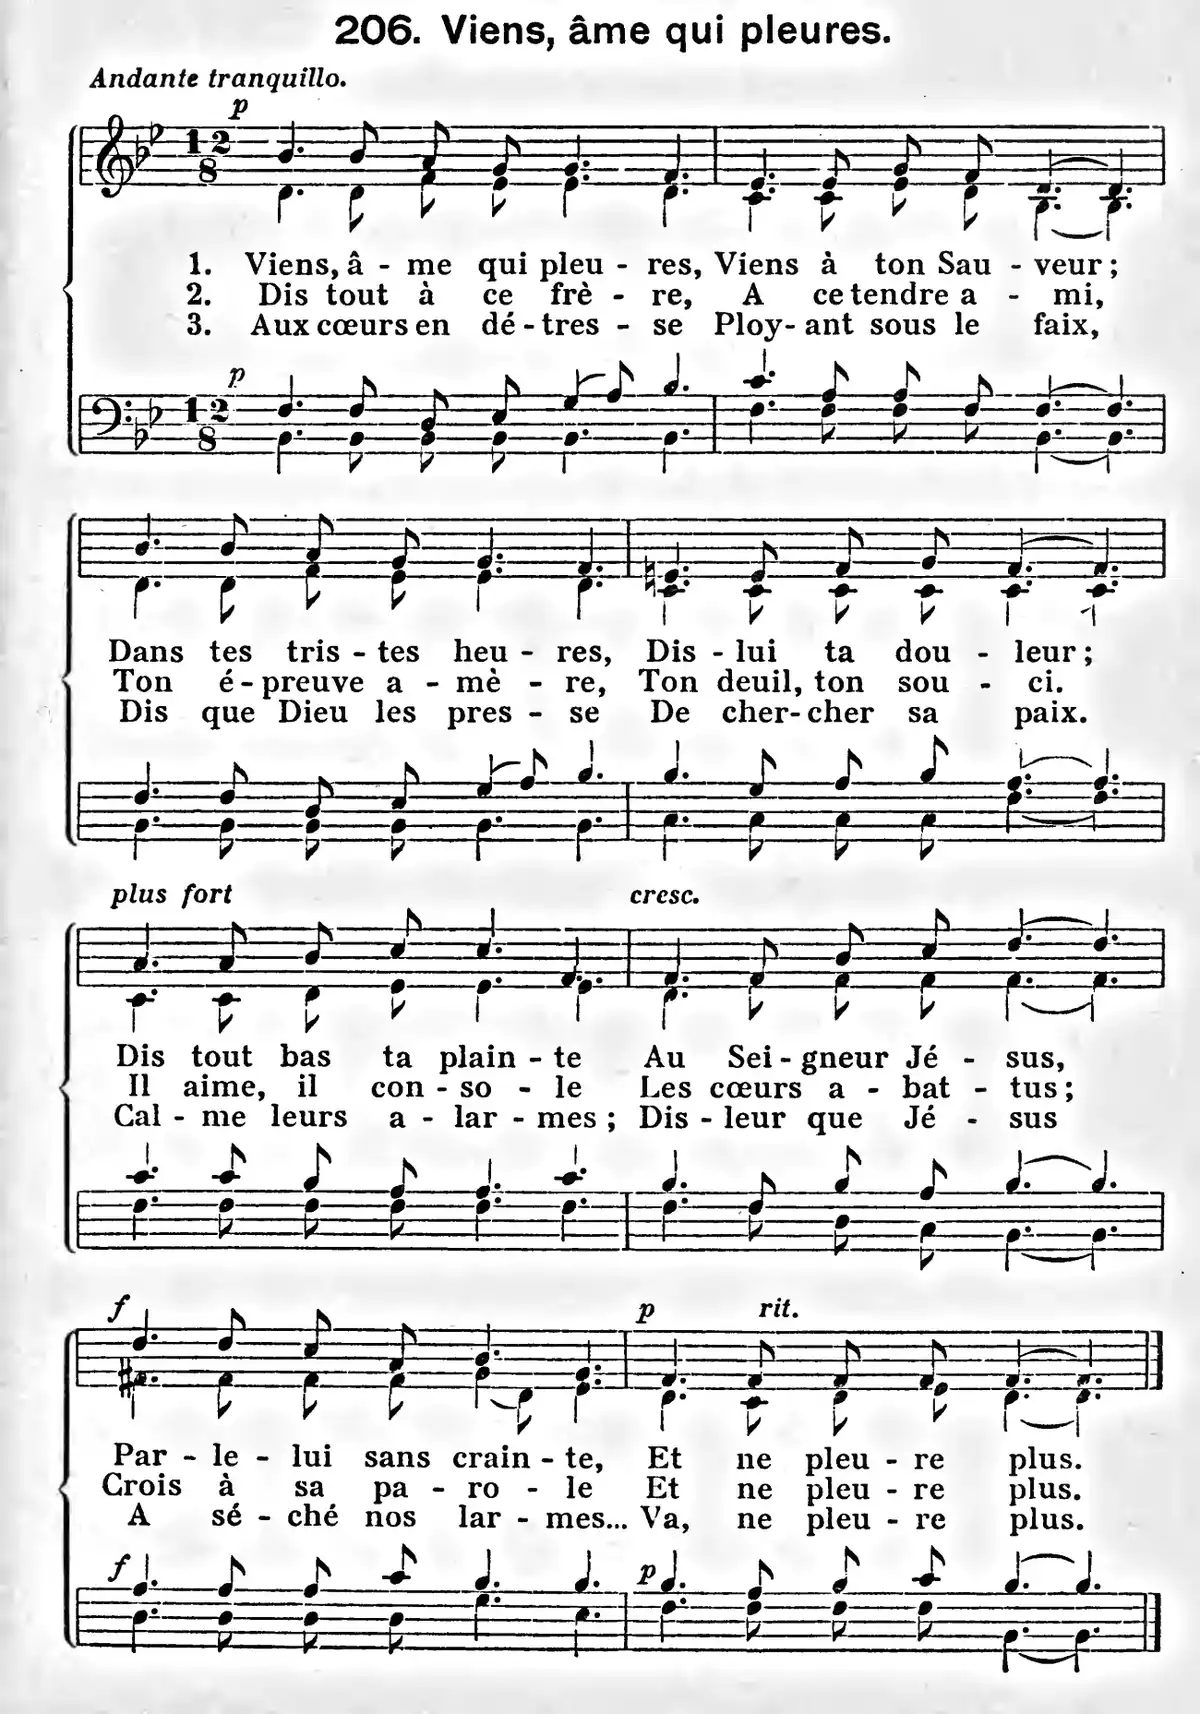 206. Viens, âme qui pleures.
Andante tranquillo.
p
12
8
1. Viens, â - me qui pleu - res, Viens à ton Sau - veur;
2. Dis tout à ce frè - re, A ce tendre a - mi,
3. Aux cœurs en dé - tres - se Ploy - ant sous le faix,
p
12
8
Dans tes tris - tes heu - res, Dis - lui ta dou - leur;
Ton é - preuve a - mè - re, Ton deuil, ton sou - ci.
Dis que Dieu les pres - se De cher - cher sa paix.
plus fort cresc.
Dis tout bas ta plain - te Au Sei - gneur Jé - sus,
Il aime, il con - so - le Les cœurs a - bat - tus;
Cal - me leurs a - lar - mes; Dis - leur que Jé - sus
f p rit.
Par - le - lui sans crain - te, Et ne pleu - re plus.
Crois à sa pa - ro - le Et ne pleu - re plus.
A sé - ché nos lar - mes... Va, ne pleu - re plus.
f p